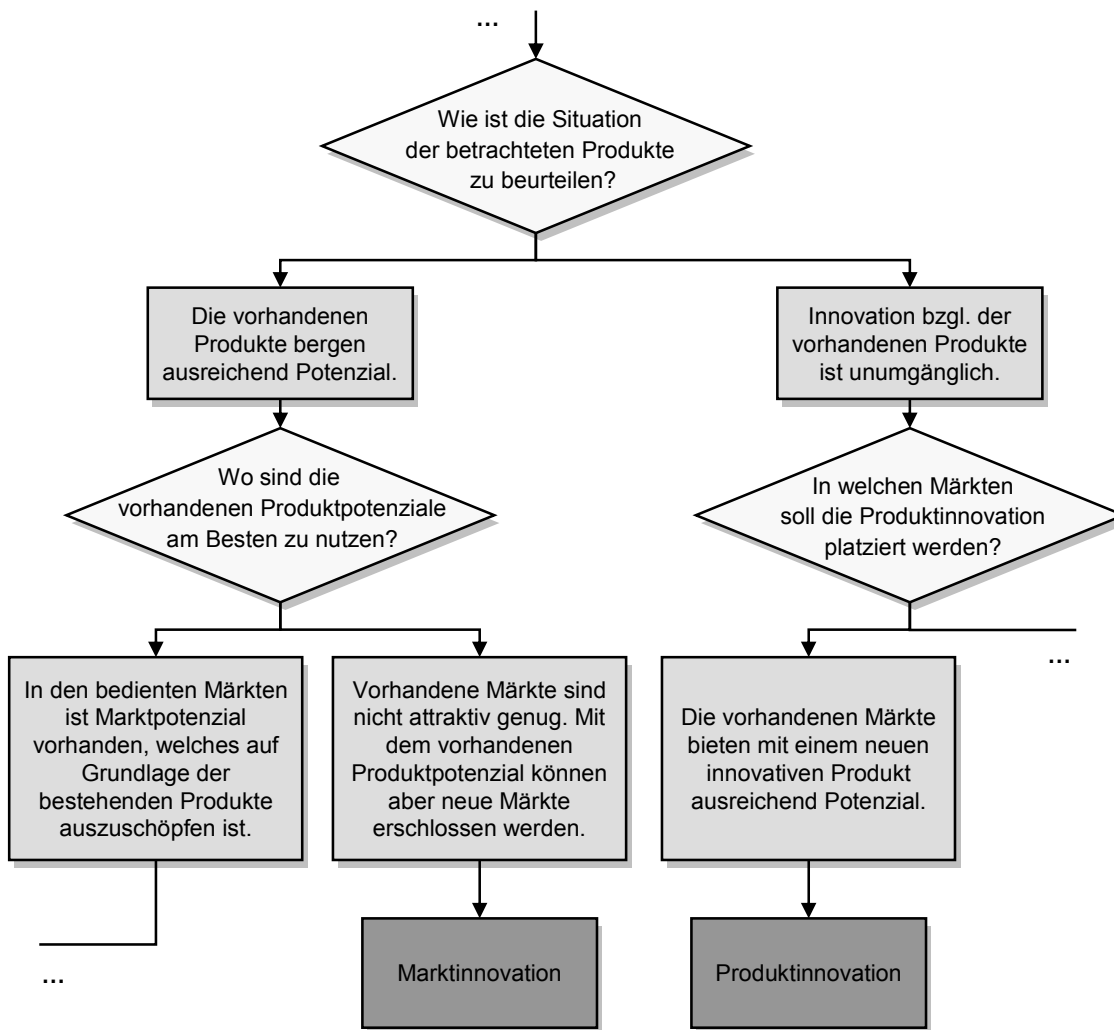 ...
Wie ist die Situation
der betrachteten Produkte
zu beurteilen?
Die vorhandenen
Produkte bergen
ausreichend Potenzial.
Innovation bzgl. der
vorhandenen Produkte
ist unumgänglich.
Wo sind die
vorhandenen Produktpotenziale
am Besten zu nutzen?
In welchen Märkten
soll die Produktinnovation
platziert werden?
In den bedienten Märkten
ist Marktpotenzial
vorhanden, welches auf
Grundlage der
bestehenden Produkte
auszuschöpfen ist.
Vorhandene Märkte sind
nicht attraktiv genug. Mit
dem vorhandenen
Produktpotenzial können
aber neue Märkte
erschlossen werden.
Die vorhandenen Märkte
bieten mit einem neuen
innovativen Produkt
ausreichend Potenzial.
...
...
Marktinnovation
Produktinnovation